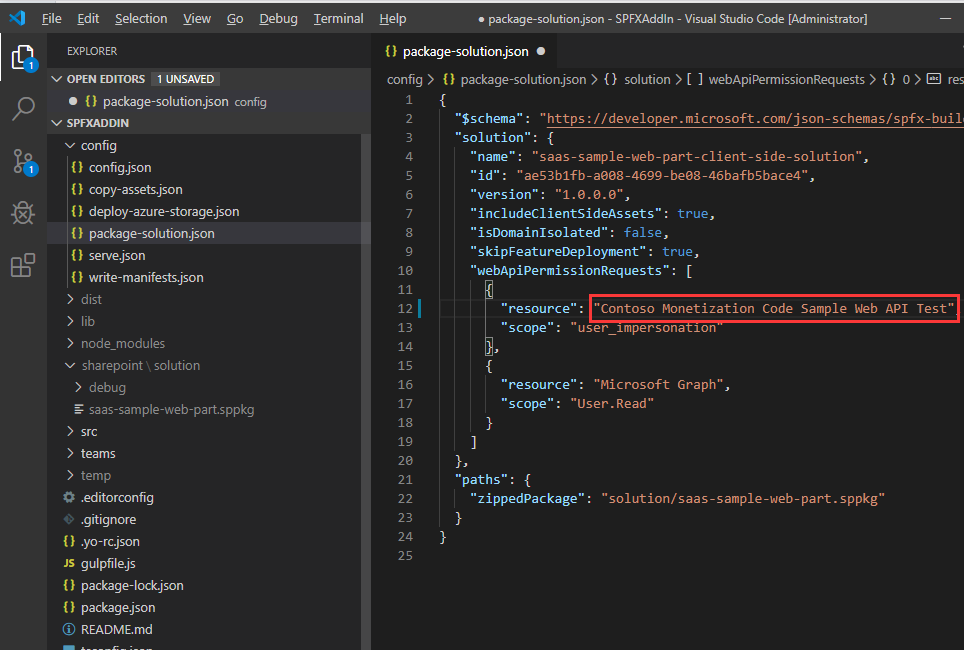 File Edit Selection View Go Debug Terminal Help ● package-solution.json - SPFXAddIn - Visual Studio Code [Administrator]
EXPLORER
OPEN EDITORS 1 UNSAVED
{} package-solution.json config
SPFXADDIN
config
{} config.json
{} copy-assets.json
{} deploy-azure-storage.json
{} package-solution.json
{} serve.json
{} write-manifests.json
dist
lib
node_modules
sharepoint \ solution
debug
saas-sample-web-part.sppkg
src
teams
temp
.editorconfig
.gitignore
{} .yo-rc.json
JS gulpfile.js
{} package-lock.json
{} package.json
README.md
tsconfig.json
1
1
{} package-solution.json ●
config > {} package-solution.json > {} solution > [ ] webApiPermissionRequests > {} 0 > abc res
1 {
2 "$schema": "https://developer.microsoft.com/json-schemas/spfx-buil
3 "solution": {
4 "name": "saas-sample-web-part-client-side-solution",
5 "id": "ae53b1fb-a008-4699-be08-46bafb5bace4",
6 "version": "1.0.0.0",
7 "includeClientSideAssets": true,
8 "isDomainIsolated": false,
9 "skipFeatureDeployment": true,
10 "webApiPermissionRequests": [
11 {
12 "resource": "Contoso Monetization Code Sample Web API Test",
13 "scope": "user_impersonation"
14 },
15 {
16 "resource": "Microsoft Graph",
17 "scope": "User.Read"
18 }
19 ]
20 },
21 "paths": {
22 "zippedPackage": "solution/saas-sample-web-part.sppkg"
23 }
24 }
25